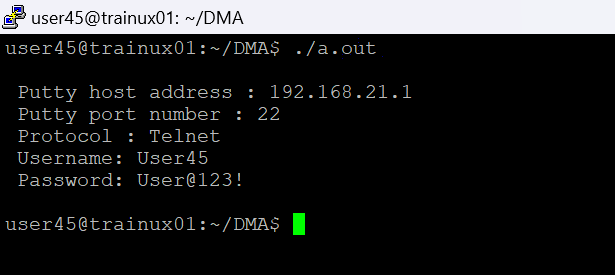 user45@trainux01: ~/DMA
user45@trainux01:~/DMA$ ./a.out
Putty host address : 192.168.21.1
Putty port number : 22
Protocol : Telnet
Username: User45
Password: User@123!
user45@trainux01:~/DMA$